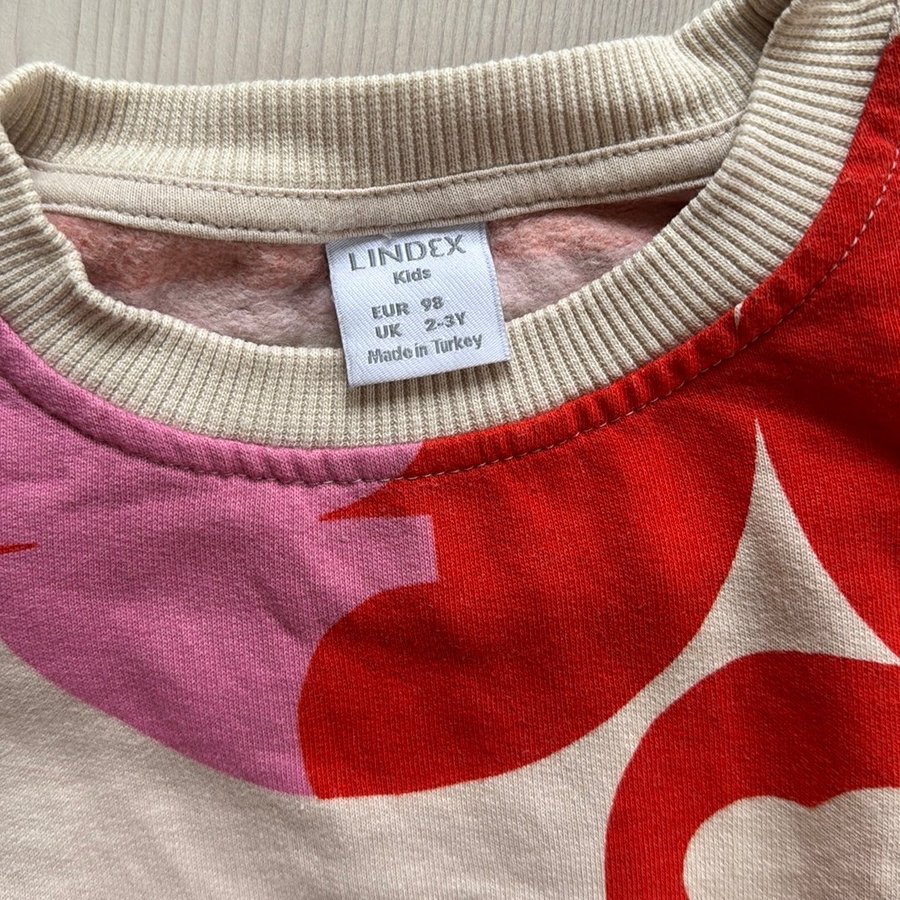 LINDEX
Kids
EUR 98
UK 2-3Y
Made in Turkey